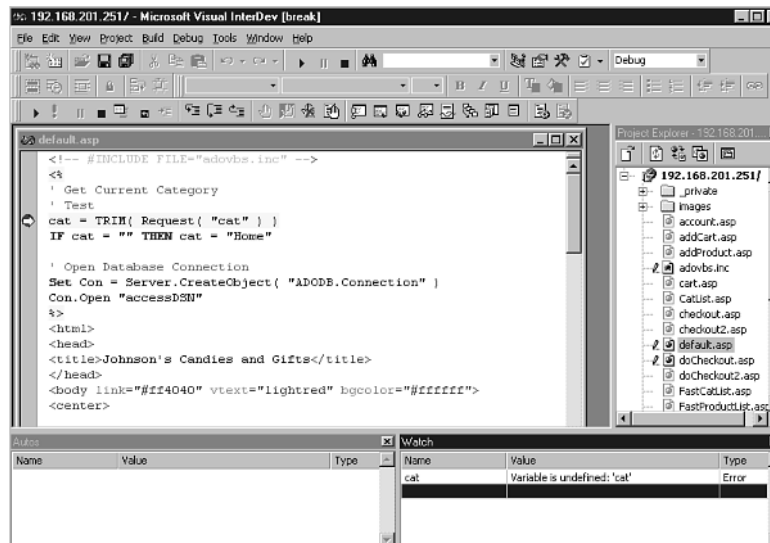 192.168.201.251/ - Microsoft Visual InterDev [break]
File Edit View Project Build Debug Tools Window Help
Debug
B I U
default.asp
<!-- #INCLUDE FILE="adovbs.inc" -->
<%
' Get Current Category
' Test
cat = TRIM( Request( "cat" ) )
IF cat = "" THEN cat = "Home"
' Open Database Connection
Set Con = Server.CreateObject( "ADODB.Connection" )
Con.Open "accessDSN"
%>
<html>
<head>
<title>Johnson's Candies and Gifts</title>
</head>
<body link="#ff4040" vtext="lightred" bgcolor="#ffffff">
<center>
Project Explorer - 192.168.201....
192.168.201.251/
_private
images
account.asp
addCart.asp
addProduct.asp
adovbs.inc
cart.asp
CatList.asp
checkout.asp
checkout2.asp
default.asp
doCheckout.asp
doCheckout2.asp
FastCatList.asp
FastProductList.asp
Autos
Name Value Type
Watch
Name Value Type
cat Variable is undefined: 'cat' Error